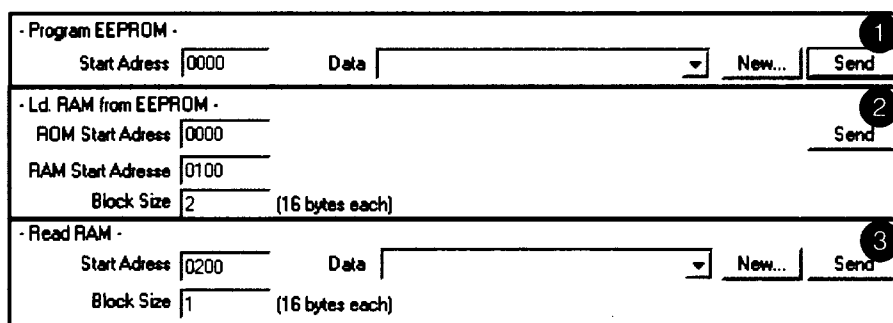 - Program EEPROM - 1
Start Adress 0000 Data New... Send
- Ld. RAM from EEPROM - 2
ROM Start Adress 0000 Send
RAM Start Adresse 0100
Block Size 2 (16 bytes each)
- Read RAM - 3
Start Adress 0200 Data New... Send
Block Size 1 (16 bytes each)